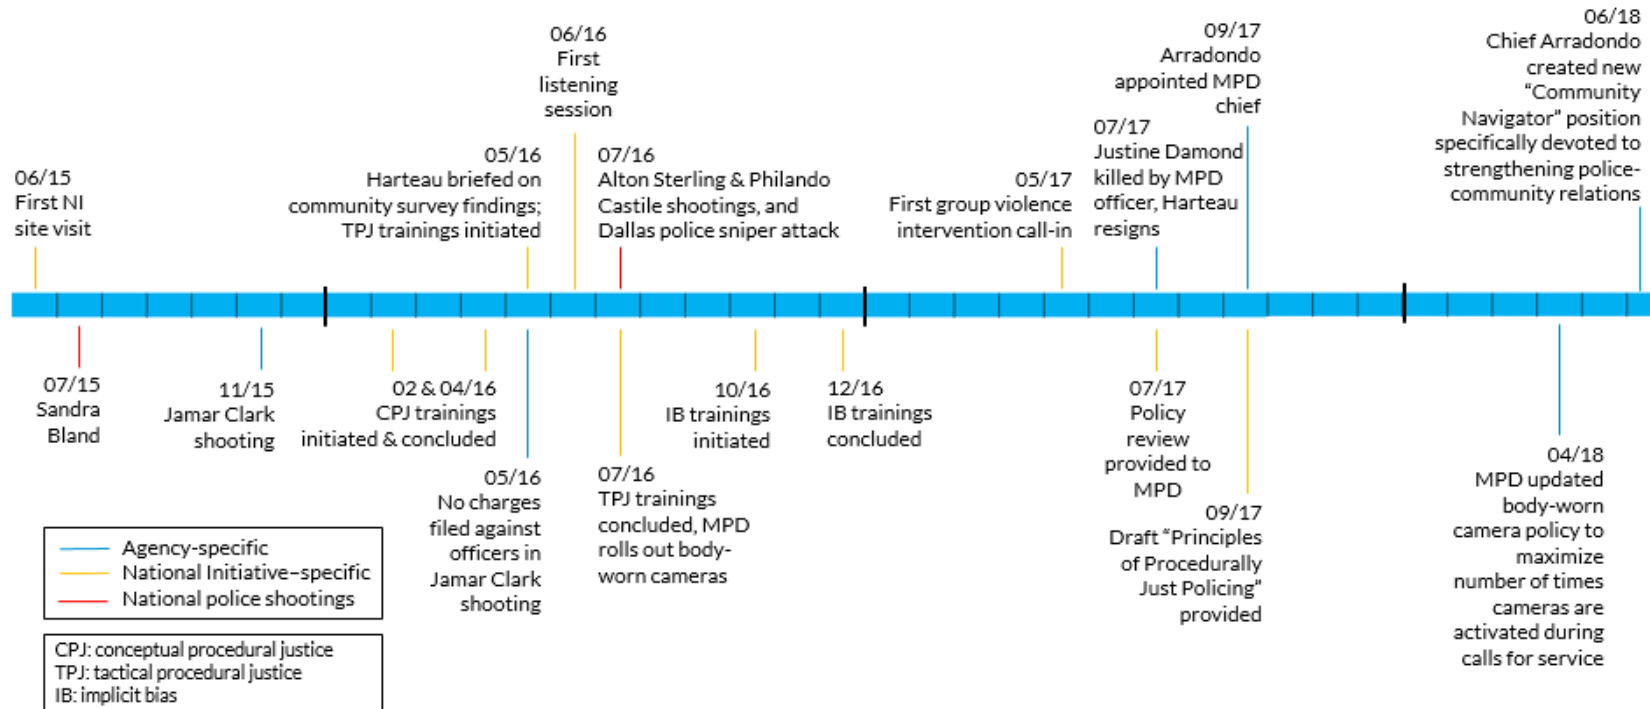 06/15
First NI
site visit
05/16
Harteau briefed on
community survey findings;
TPJ trainings initiated
06/16
First
listening
session
07/16
Alton Sterling & Philando
Castile shootings, and
Dallas police sniper attack
05/17
First group violence
intervention call-in
07/17
Justine Damond
killed by MPD
officer, Harteau
resigns
09/17
Arradondo
appointed MPD
chief
06/18
Chief Arradondo
created new
“Community
Navigator” position
specifically devoted to
strengthening police-
community relations
07/15
Sandra
Bland
11/15
Jamar Clark
shooting
02 & 04/16
CPJ trainings
initiated & concluded
05/16
No charges
filed against
officers in
Jamar Clark
shooting
07/16
TPJ trainings
concluded, MPD
rolls out body-
worn cameras
10/16
IB trainings
initiated
12/16
IB trainings
concluded
07/17
Policy
review
provided to
MPD
09/17
Draft “Principles
of Procedurally
Just Policing”
provided
04/18
MPD updated
body-worn
camera policy to
maximize
number of times
cameras are
activated during
calls for service
Agency-specific
National Initiative–specific
National police shootings
CPJ: conceptual procedural justice
TPJ: tactical procedural justice
IB: implicit bias